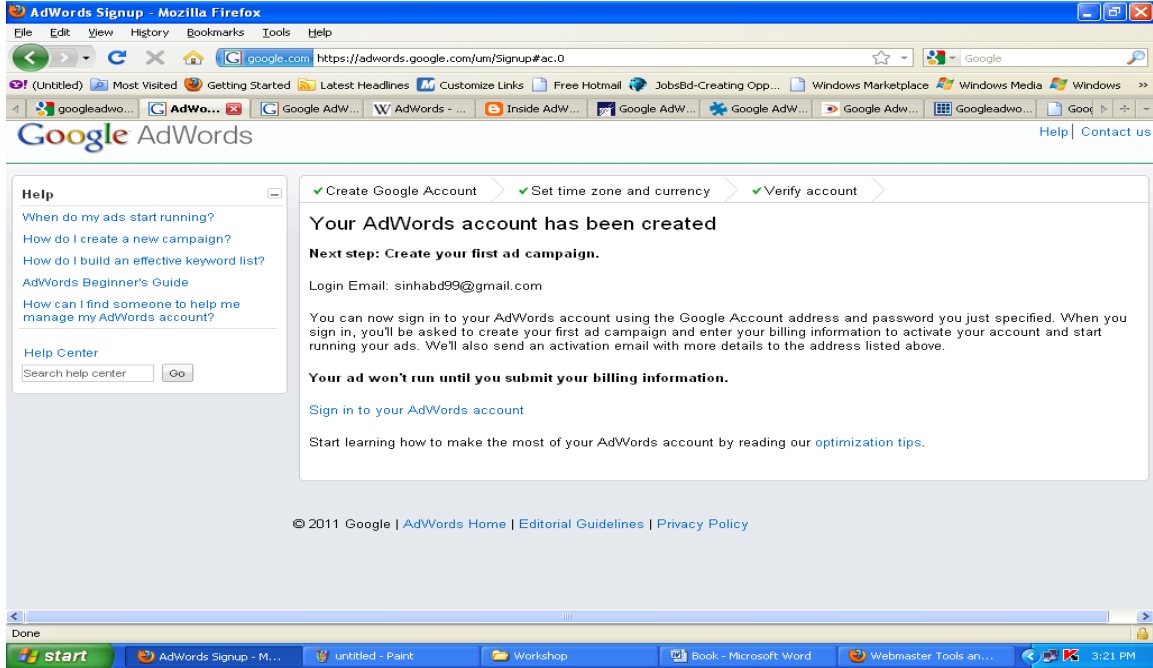 AdWords Signup - Mozilla Firefox
File Edit View History Bookmarks Tools Help
google.com https://adwords.google.com/um/Signup#ac.0 Google
(Untitled) Most Visited Getting Started Latest Headlines Customize Links Free Hotmail JobsBd-Creating Opp... Windows Marketplace Windows Media Windows »
googleadwo... AdWo... Google AdW... AdWords - ... Inside AdW... Google AdW... Google AdW... Google Adw... Googleadwo... Goog
Google AdWords
Help | Contact us
Help
When do my ads start running?
How do I create a new campaign?
How do I build an effective keyword list?
AdWords Beginner's Guide
How can I find someone to help me
manage my AdWords account?
Help Center
Search help center Go
✓Create Google Account ✓Set time zone and currency ✓Verify account
Your AdWords account has been created
Next step: Create your first ad campaign.
Login Email: sinhabd99@gmail.com
You can now sign in to your AdWords account using the Google Account address and password you just specified. When you
sign in, you'll be asked to create your first ad campaign and enter your billing information to activate your account and start
running your ads. We'll also send an activation email with more details to the address listed above.
Your ad won't run until you submit your billing information.
Sign in to your AdWords account
Start learning how to make the most of your AdWords account by reading our optimization tips.
© 2011 Google | AdWords Home | Editorial Guidelines | Privacy Policy
Done
start AdWords Signup - M... untitled - Paint Workshop Book - Microsoft Word Webmaster Tools an... 3:21 PM